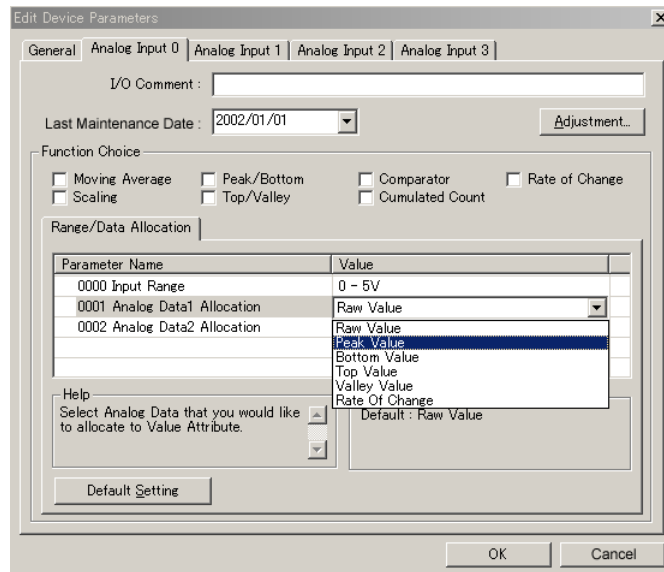 Edit Device Parameters
General Analog Input 0 Analog Input 1 Analog Input 2 Analog Input 3
I/O Comment :
Last Maintenance Date : 2002/01/01 Adjustment...
Function Choice
Moving Average Peak/Bottom Comparator Rate of Change
Scaling Top/Valley Cumulated Count
Range/Data Allocation
Parameter Name Value
0000 Input Range 0 - 5V
0001 Analog Data1 Allocation Raw Value
0002 Analog Data2 Allocation Raw Value
Peak Value
Bottom Value
Top Value
Valley Value
Rate Of Change
Help
Select Analog Data that you would like
to allocate to Value Attribute.
Default : Raw Value
Default Setting
OK Cancel